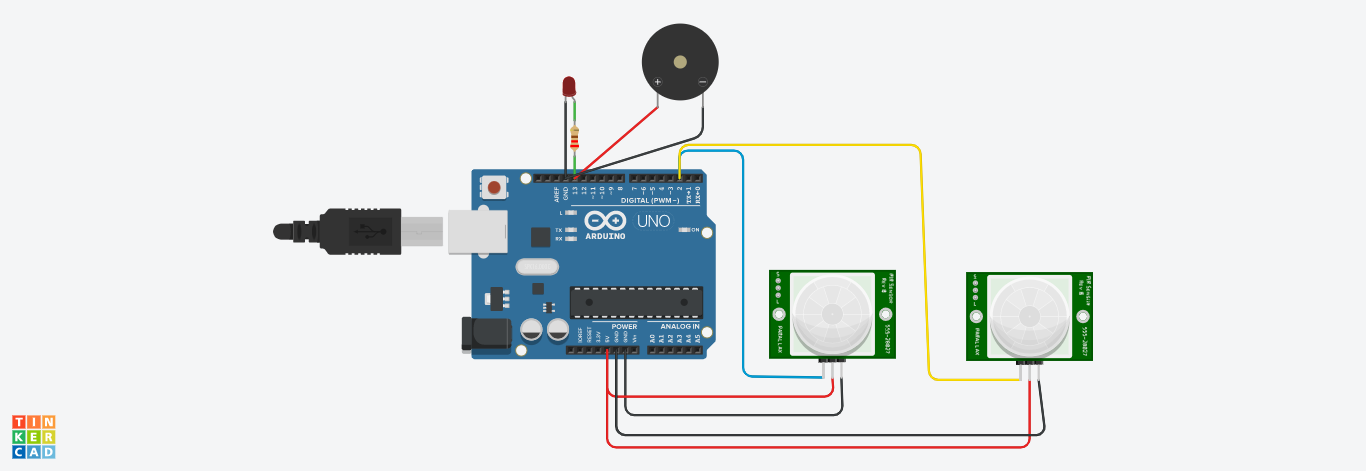 AREF
GND
13
12
~11
~10
~9
8
7
~6
~5
4
~3
2
TX→1
RX←0
DIGITAL (PWM~)
L
TX
RX
ARDUINO
UNO
ON
POWER
ANALOG IN
IOREF
RESET
3.3V
5V
GND
GND
Vin
A0
A1
A2
A3
A4
A5
PIR Sensor
Rev B
555-28027
PARALLAX
PIR Sensor
Rev B
555-28027
PARALLAX
TIN
KER
CAD